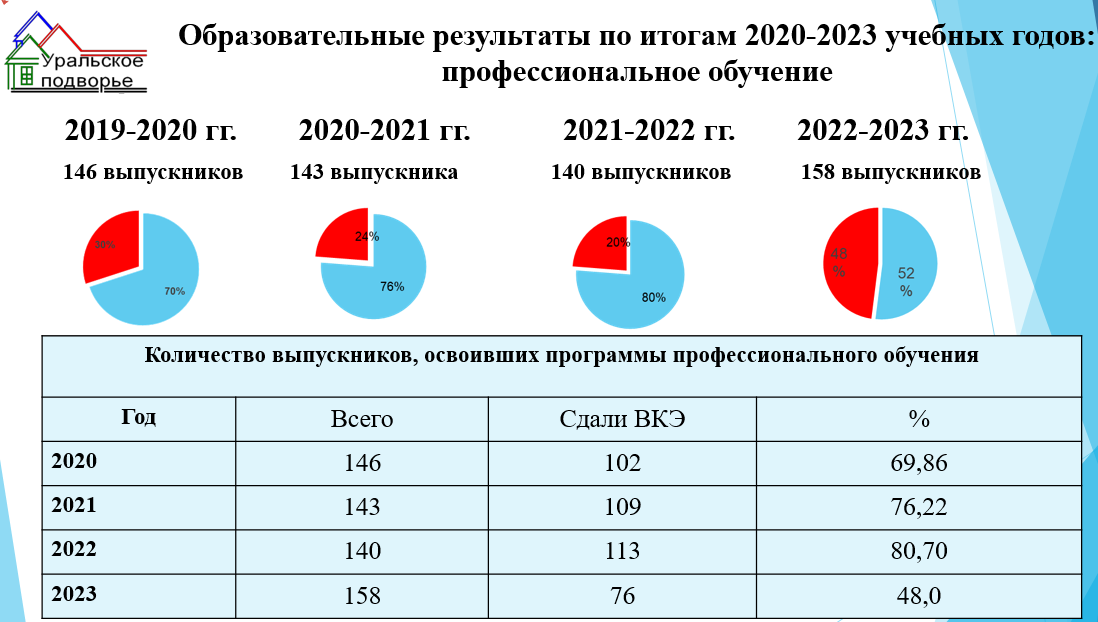 Уральское
подворье
Образовательные результаты по итогам 2020-2023 учебных годов:
профессиональное обучение
2019-2020 гг. 2020-2021 гг. 2021-2022 гг. 2022-2023 гг.
146 выпускников 143 выпускника 140 выпускников 158 выпускников
30% 70% 24% 76% 20% 80% 48 % 52 %
Количество выпускников, освоивших программы профессионального обучения
Год Всего Сдали ВКЭ %
2020 146 102 69,86
2021 143 109 76,22
2022 140 113 80,70
2023 158 76 48,0